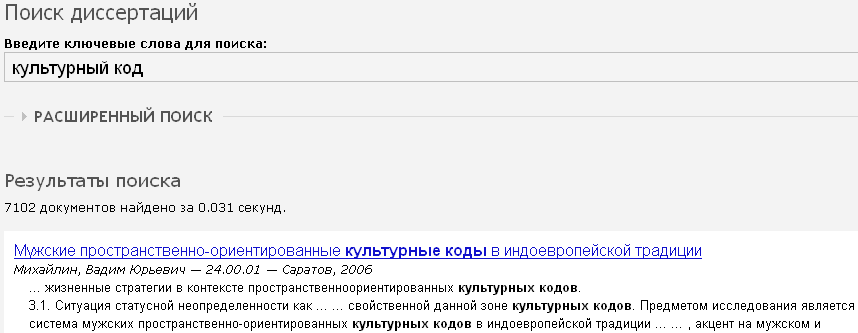 Поиск диссертаций
Введите ключевые слова для поиска:
культурный код
РАСШИРЕННЫЙ ПОИСК
Результаты поиска
7102 документов найдено за 0.031 секунд.
Мужские пространственно-ориентированные культурные коды в индоевропейской традиции
Михайлин, Вадим Юрьевич — 24.00.01 — Саратов, 2006
... жизненные стратегии в контексте пространственноориентированных культурных кодов.
3.1. Ситуация статусной неопределенности как ... ... свойственной данной зоне культурных кодов. Предметом исследования является
система мужских пространственно-ориентированных культурных кодов в индоевропейской традиции ... ... , акцент на мужском и